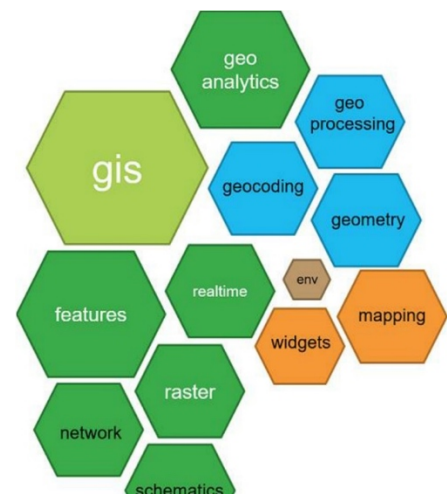 geo
analytics
geo
processing
gis
geocoding
geometry
env
realtime
features
mapping
widgets
raster
network
schematics